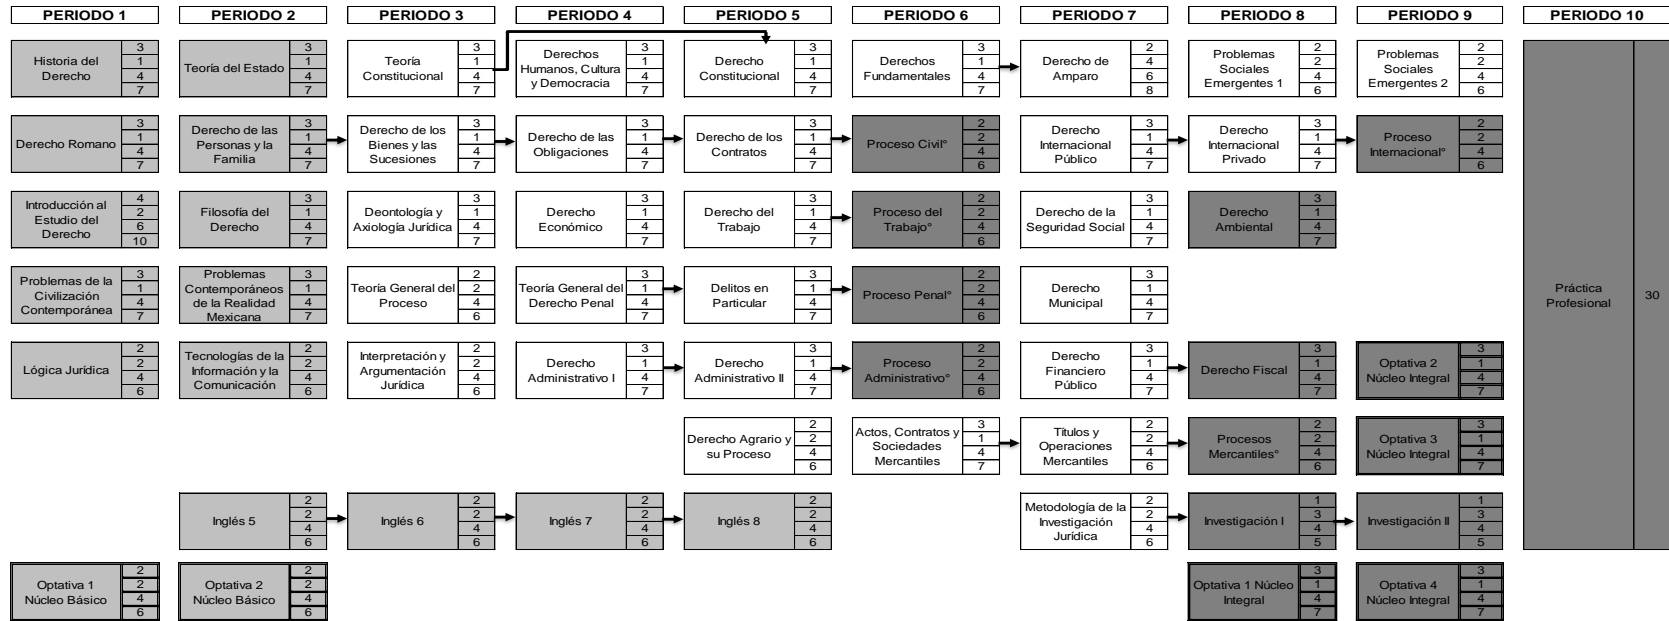 PERIODO 1
PERIODO 2
PERIODO 3
PERIODO 4
PERIODO 5
PERIODO 6
PERIODO 7
PERIODO 8
PERIODO 9
PERIODO 10
Historia del
Derecho
3
1
4
7
Teoría del Estado
3
1
4
7
Teoría
Constitucional
3
1
4
7
Derechos
Humanos, Cultura
y Democracia
3
1
4
7
Derecho
Constitucional
3
1
4
7
Derechos
Fundamentales
3
1
4
7
Derecho de
Amparo
2
4
6
8
Problemas
Sociales
Emergentes 1
2
2
4
6
Problemas
Sociales
Emergentes 2
2
2
4
6
Derecho Romano
3
1
4
7
Derecho de las
Personas y la
Familia
3
1
4
7
Derecho de los
Bienes y las
Sucesiones
3
1
4
7
Derecho de las
Obligaciones
3
1
4
7
Derecho de los
Contratos
3
1
4
7
Proceso Civil°
2
2
4
6
Derecho
Internacional
Público
3
1
4
7
Derecho
Internacional
Privado
3
1
4
7
Proceso
Internacional°
2
2
4
6
Introducción al
Estudio del
Derecho
4
2
6
10
Filosofía del
Derecho
3
1
4
7
Deontología y
Axiología Jurídica
3
1
4
7
Derecho
Económico
3
1
4
7
Derecho del
Trabajo
3
1
4
7
Proceso del
Trabajo°
2
2
4
6
Derecho de la
Seguridad Social
3
1
4
7
Derecho
Ambiental
3
1
4
7
Problemas de la
Civilización
Contemporánea
3
1
4
7
Problemas
Contemporáneos
de la Realidad
Mexicana
3
1
4
7
Teoría General del
Proceso
2
2
4
6
Teoría General del
Derecho Penal
3
1
4
7
Delitos en
Particular
3
1
4
7
Proceso Penal°
2
2
4
6
Derecho
Municipal
3
1
4
7
Práctica
Profesional
30
Lógica Jurídica
2
2
4
6
Tecnologías de la
Información y la
Comunicación
2
2
4
6
Interpretación y
Argumentación
Jurídica
2
2
4
6
Derecho
Administrativo I
3
1
4
7
Derecho
Administrativo II
3
1
4
7
Proceso
Administrativo°
2
2
4
6
Derecho
Financiero
Público
3
1
4
7
Derecho Fiscal
3
1
4
7
Optativa 2
Núcleo Integral
3
1
4
7
Derecho Agrario y
su Proceso
2
2
4
6
Actos, Contratos y
Sociedades
Mercantiles
3
1
4
7
Títulos y
Operaciones
Mercantiles
2
2
4
6
Procesos
Mercantiles°
2
2
4
6
Optativa 3
Núcleo Integral
3
1
4
7
Inglés 5
2
2
4
6
Inglés 6
2
2
4
6
Inglés 7
2
2
4
6
Inglés 8
2
2
4
6
Metodología de la
Investigación
Jurídica
2
2
4
6
Investigación I
1
3
4
5
Investigación II
1
3
4
5
Optativa 1
Núcleo Básico
2
2
4
6
Optativa 2
Núcleo Básico
2
2
4
6
Optativa 1 Núcleo
Integral
3
1
4
7
Optativa 4
Núcleo Integral
3
1
4
7